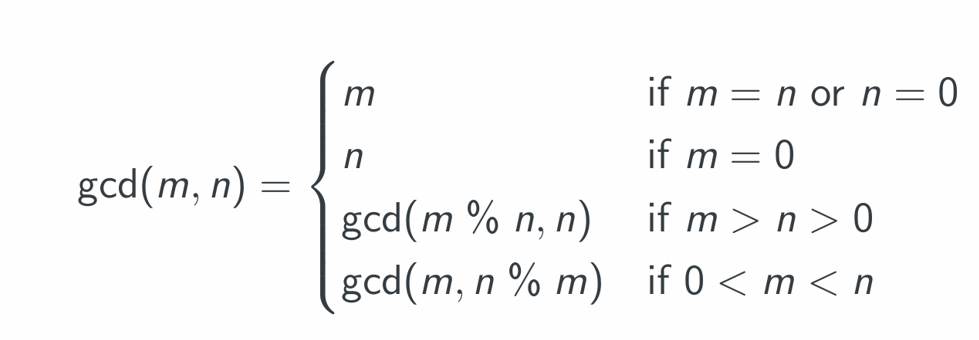 m if m = n or n = 0
n if m = 0
gcd(m, n) =
gcd(m % n, n) if m > n > 0
gcd(m, n % m) if 0 < m < n